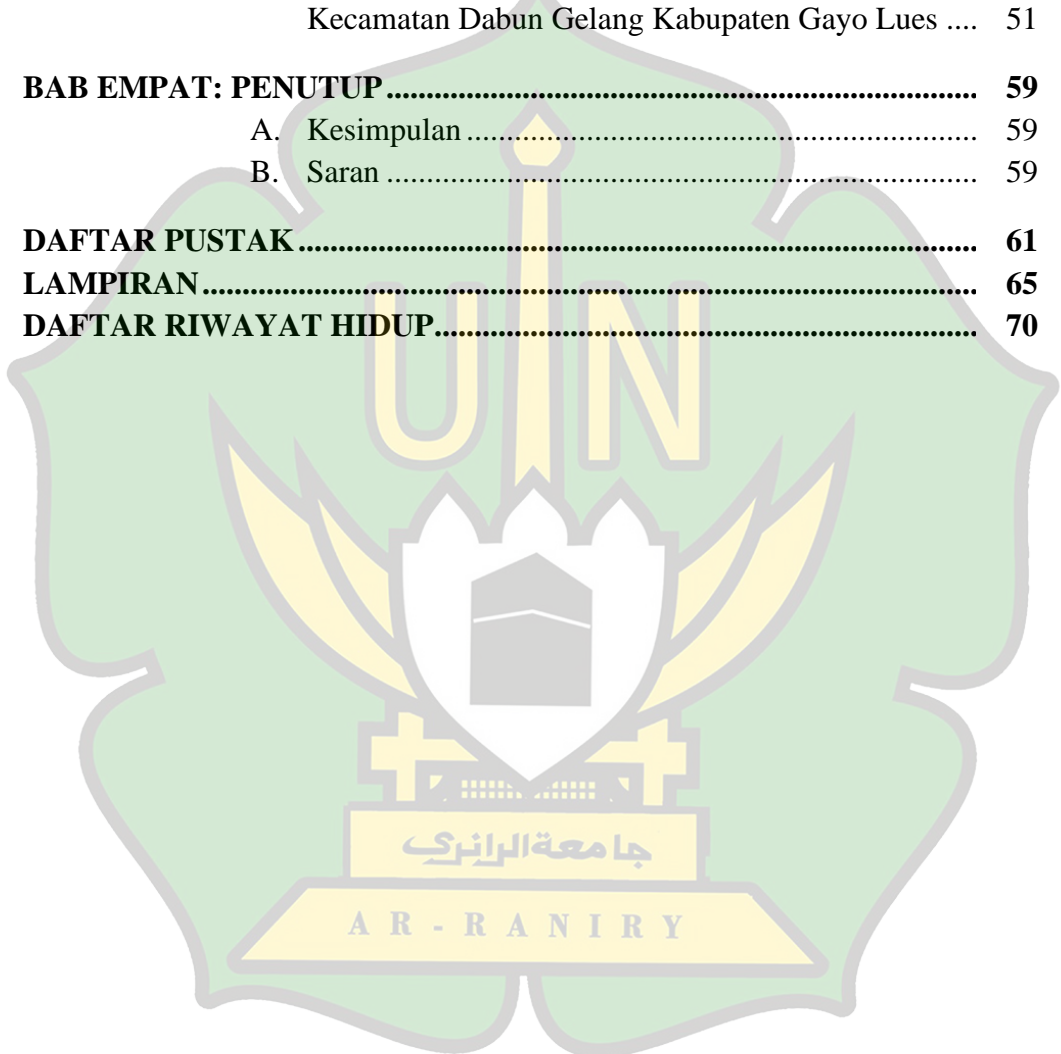 Kecamatan Dabun Gelang Kabupaten Gayo Lues .... 51
BAB EMPAT: PENUTUP ........................................................................ 59
A. Kesimpulan ............................................................... 59
B. Saran ......................................................................... 59
DAFTAR PUSTAK .................................................................................. 61
LAMPIRAN .............................................................................................. 65
DAFTAR RIWAYAT HIDUP .................................................................. 70
UIN
جامعة الرانري
AR-RANIRY